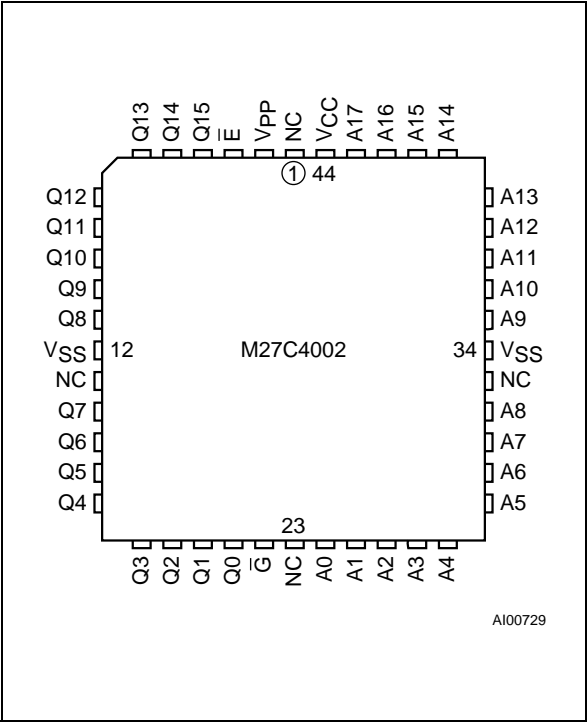 Q13 Q14 Q15 E̅ VPP NC VCC A17 A16 A15 A14
1 44
Q12 A13
Q11 A12
Q10 A11
Q9 A10
Q8 A9
VSS 12 M27C4002 34 VSS
NC NC
Q7 A8
Q6 A7
Q5 A6
Q4 A5
23
Q3 Q2 Q1 Q0 G̅ NC A0 A1 A2 A3 A4
AI00729